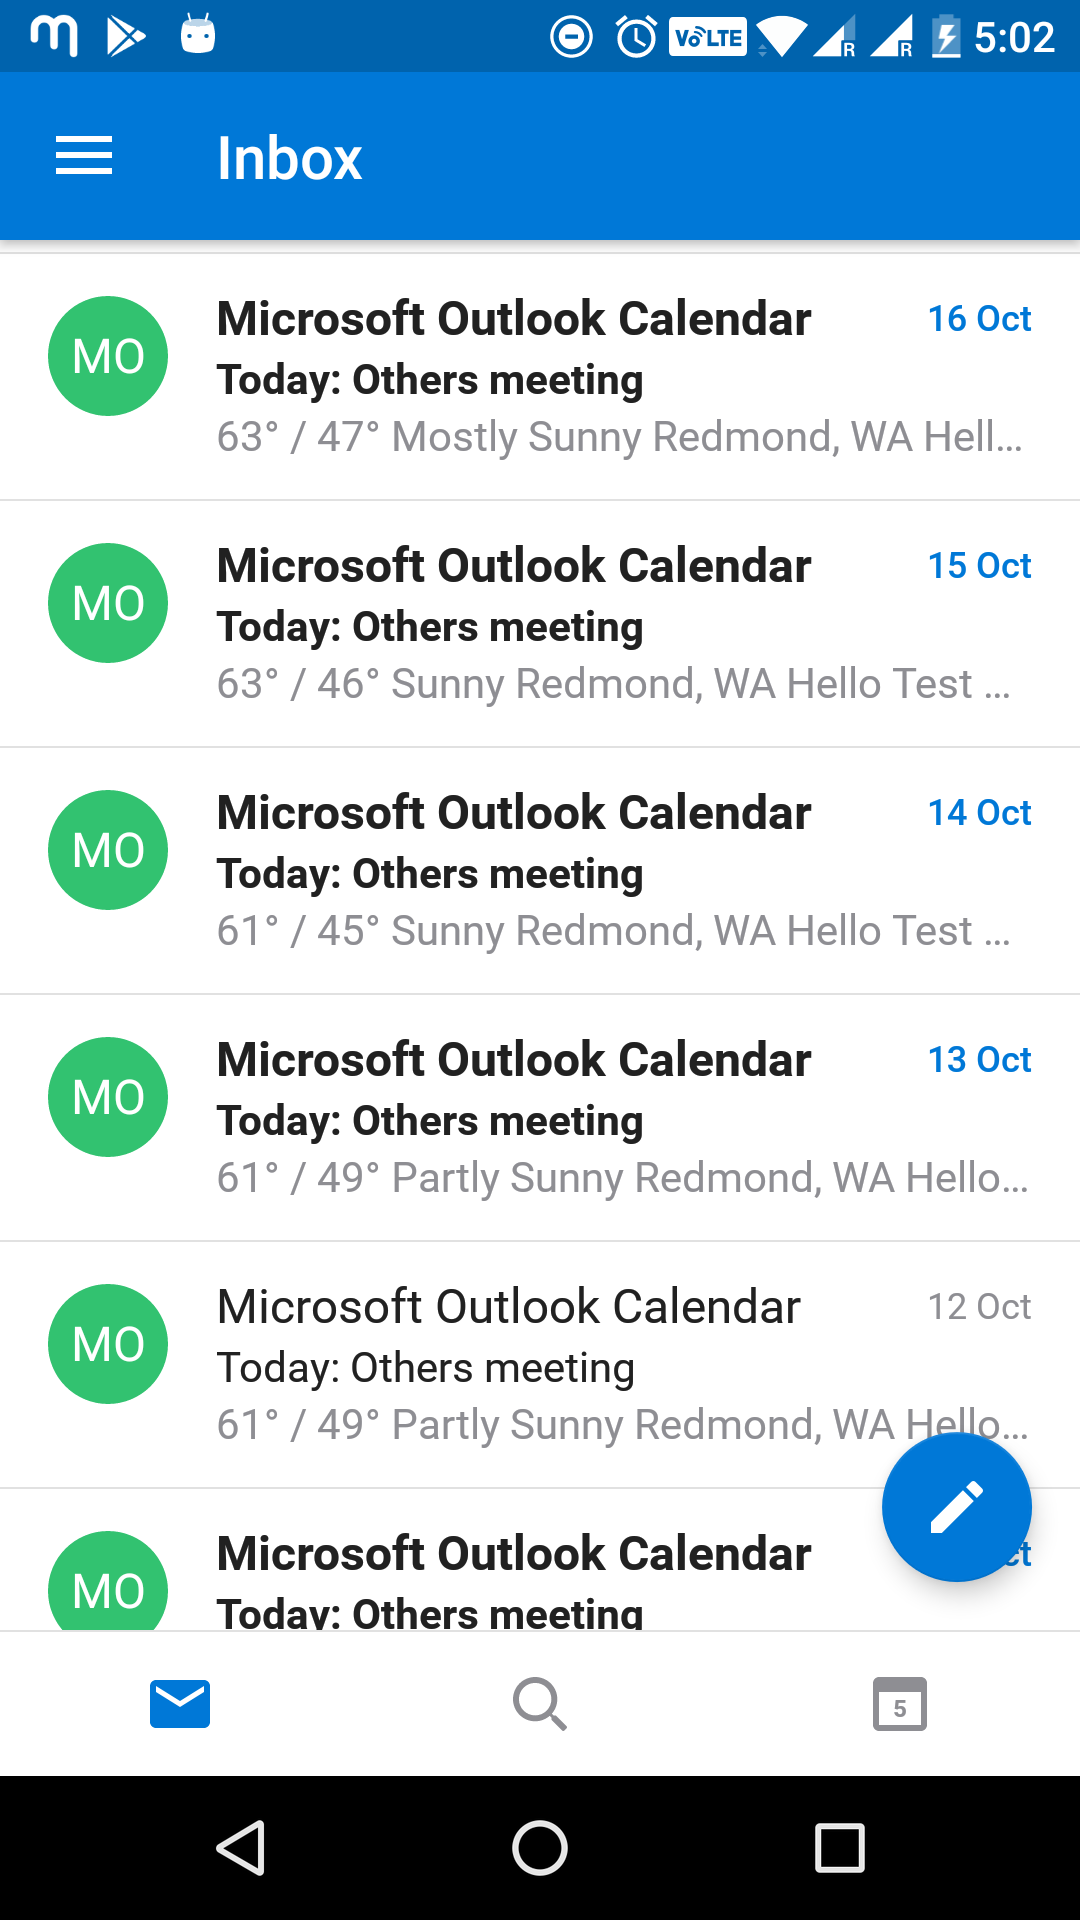 VoLTE R R 5:02
Inbox
MO Microsoft Outlook Calendar 16 Oct
Today: Others meeting
63° / 47° Mostly Sunny Redmond, WA Hell...
MO Microsoft Outlook Calendar 15 Oct
Today: Others meeting
63° / 46° Sunny Redmond, WA Hello Test ...
MO Microsoft Outlook Calendar 14 Oct
Today: Others meeting
61° / 45° Sunny Redmond, WA Hello Test ...
MO Microsoft Outlook Calendar 13 Oct
Today: Others meeting
61° / 49° Partly Sunny Redmond, WA Hello...
MO Microsoft Outlook Calendar 12 Oct
Today: Others meeting
61° / 49° Partly Sunny Redmond, WA Hello...
MO Microsoft Outlook Calendar
Today: Others meeting
5